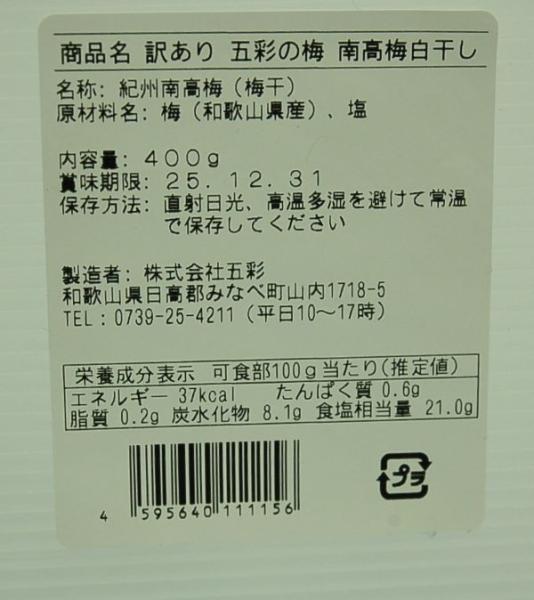 商品名 訳あり 五彩の梅 南高梅白干し
名称: 紀州南高梅（梅干）
原材料名: 梅（和歌山県産）、塩
内容量: 400g
賞味期限: 25. 12. 31
保存方法: 直射日光、高温多湿を避けて常温
で保存してください
製造者: 株式会社五彩
和歌山県日高郡みなべ町山内1718-5
TEL：0739-25-4211（平日10～17時）
栄養成分表示 可食部100g当たり(推定値)
エネルギー 37kcal たんぱく質 0.6g
脂質 0.2g 炭水化物 8.1g 食塩相当量 21.0g
4 595640 111156
プラ